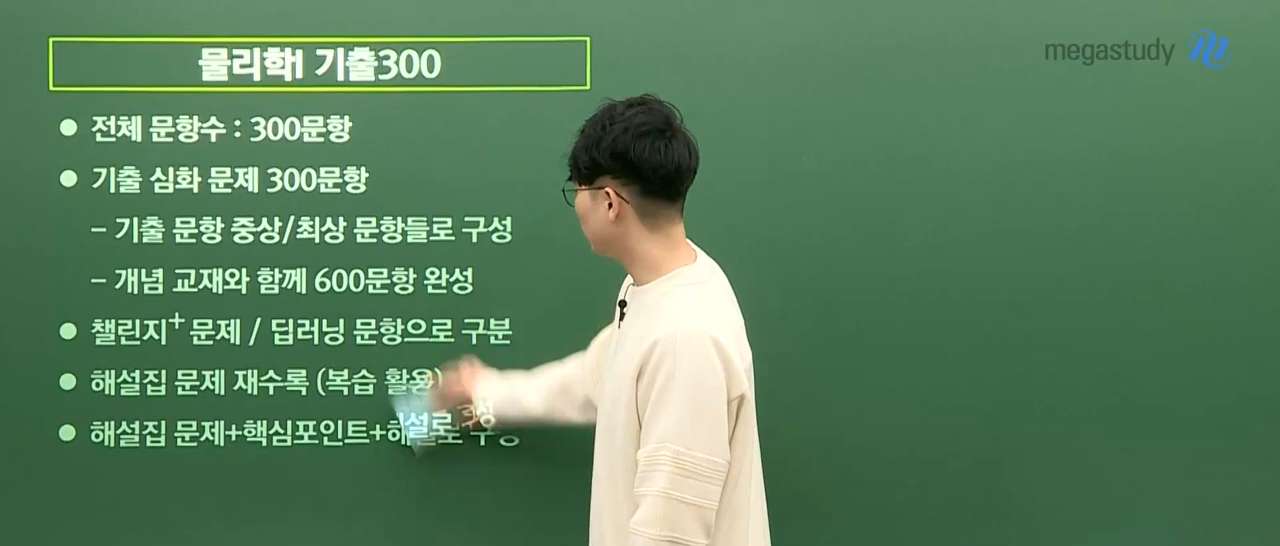 물리학I 기출300
megastudy
● 전체 문항수 : 300문항
● 기출 심화 문제 300문항
– 기출 문항 중상/최상 문항들로 구성
– 개념 교재와 함께 600문항 완성
● 챌린지+ 문제 / 딥러닝 문항으로 구분
● 해설집 문제 재수록 (복습 활용)
● 해설집 문제+핵심포인트+해설로 구성